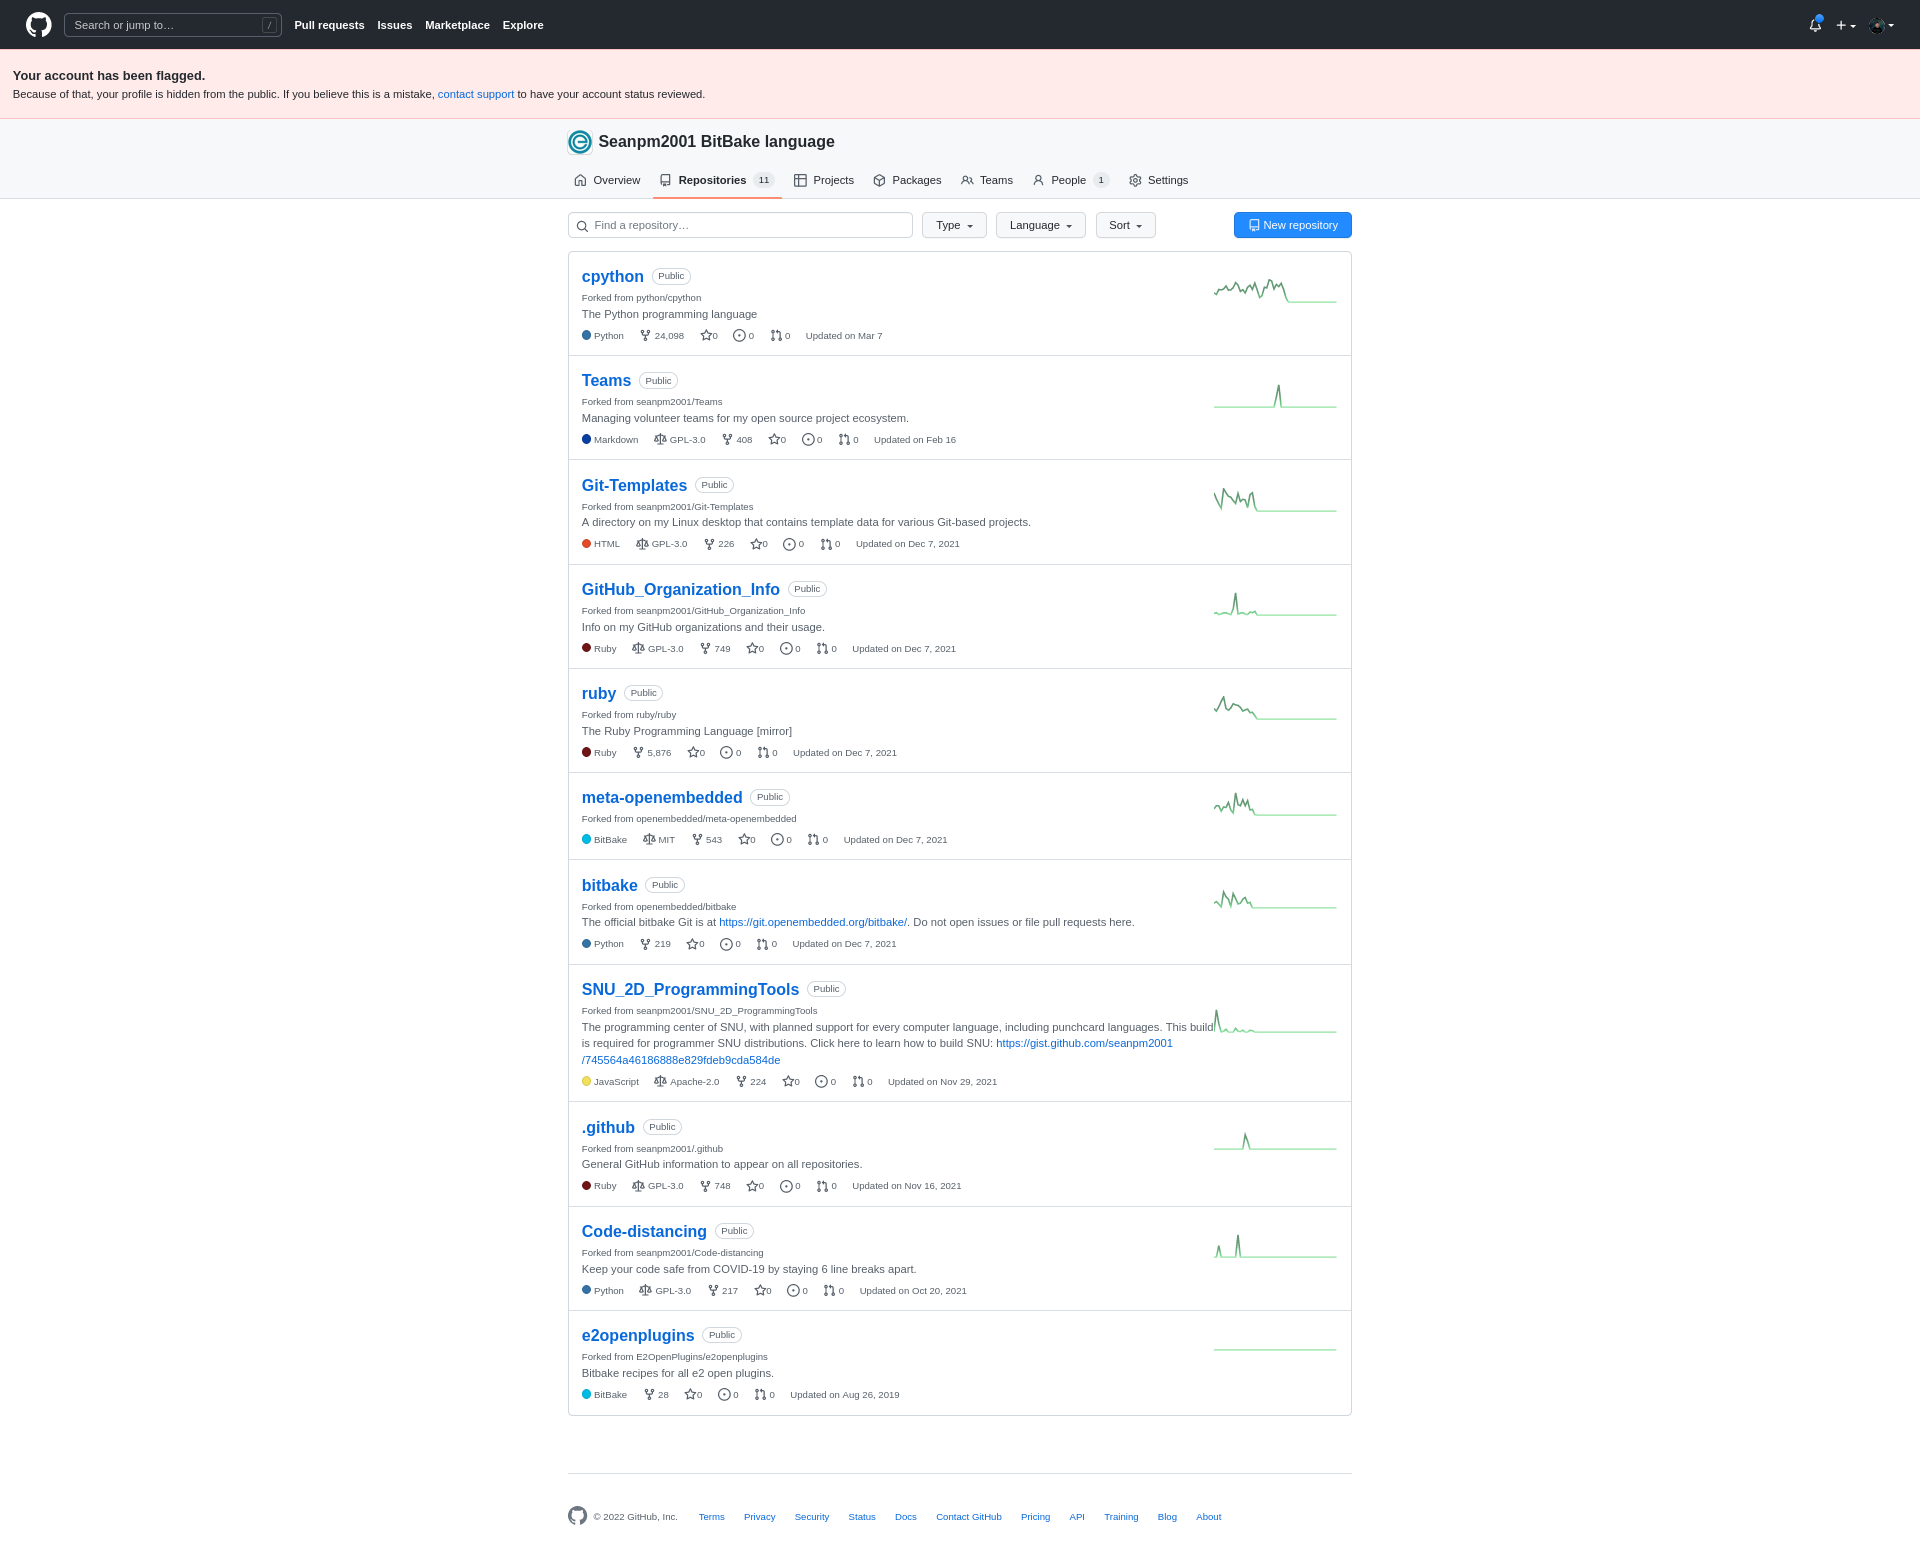 Search or jump to… /
Pull requests Issues Marketplace Explore
Your account has been flagged.
Because of that, your profile is hidden from the public. If you believe this is a mistake, contact support to have your account status reviewed.
Seanpm2001 BitBake language
Overview Repositories 11 Projects Packages Teams People 1 Settings
Find a repository… Type Language Sort New repository
cpython Public
Forked from python/cpython
The Python programming language
Python 24,098 0 0 0 Updated on Mar 7
Teams Public
Forked from seanpm2001/Teams
Managing volunteer teams for my open source project ecosystem.
Markdown GPL-3.0 408 0 0 0 Updated on Feb 16
Git-Templates Public
Forked from seanpm2001/Git-Templates
A directory on my Linux desktop that contains template data for various Git-based projects.
HTML GPL-3.0 226 0 0 0 Updated on Dec 7, 2021
GitHub_Organization_Info Public
Forked from seanpm2001/GitHub_Organization_Info
Info on my GitHub organizations and their usage.
Ruby GPL-3.0 749 0 0 0 Updated on Dec 7, 2021
ruby Public
Forked from ruby/ruby
The Ruby Programming Language [mirror]
Ruby 5,876 0 0 0 Updated on Dec 7, 2021
meta-openembedded Public
Forked from openembedded/meta-openembedded
BitBake MIT 543 0 0 0 Updated on Dec 7, 2021
bitbake Public
Forked from openembedded/bitbake
The official bitbake Git is at https://git.openembedded.org/bitbake/. Do not open issues or file pull requests here.
Python 219 0 0 0 Updated on Dec 7, 2021
SNU_2D_ProgrammingTools Public
Forked from seanpm2001/SNU_2D_ProgrammingTools
The programming center of SNU, with planned support for every computer language, including punchcard languages. This build
is required for programmer SNU distributions. Click here to learn how to build SNU: https://gist.github.com/seanpm2001
/745564a46186888e829fdeb9cda584de
JavaScript Apache-2.0 224 0 0 0 Updated on Nov 29, 2021
.github Public
Forked from seanpm2001/.github
General GitHub information to appear on all repositories.
Ruby GPL-3.0 748 0 0 0 Updated on Nov 16, 2021
Code-distancing Public
Forked from seanpm2001/Code-distancing
Keep your code safe from COVID-19 by staying 6 line breaks apart.
Python GPL-3.0 217 0 0 0 Updated on Oct 20, 2021
e2openplugins Public
Forked from E2OpenPlugins/e2openplugins
Bitbake recipes for all e2 open plugins.
BitBake 28 0 0 0 Updated on Aug 26, 2019
© 2022 GitHub, Inc. Terms Privacy Security Status Docs Contact GitHub Pricing API Training Blog About